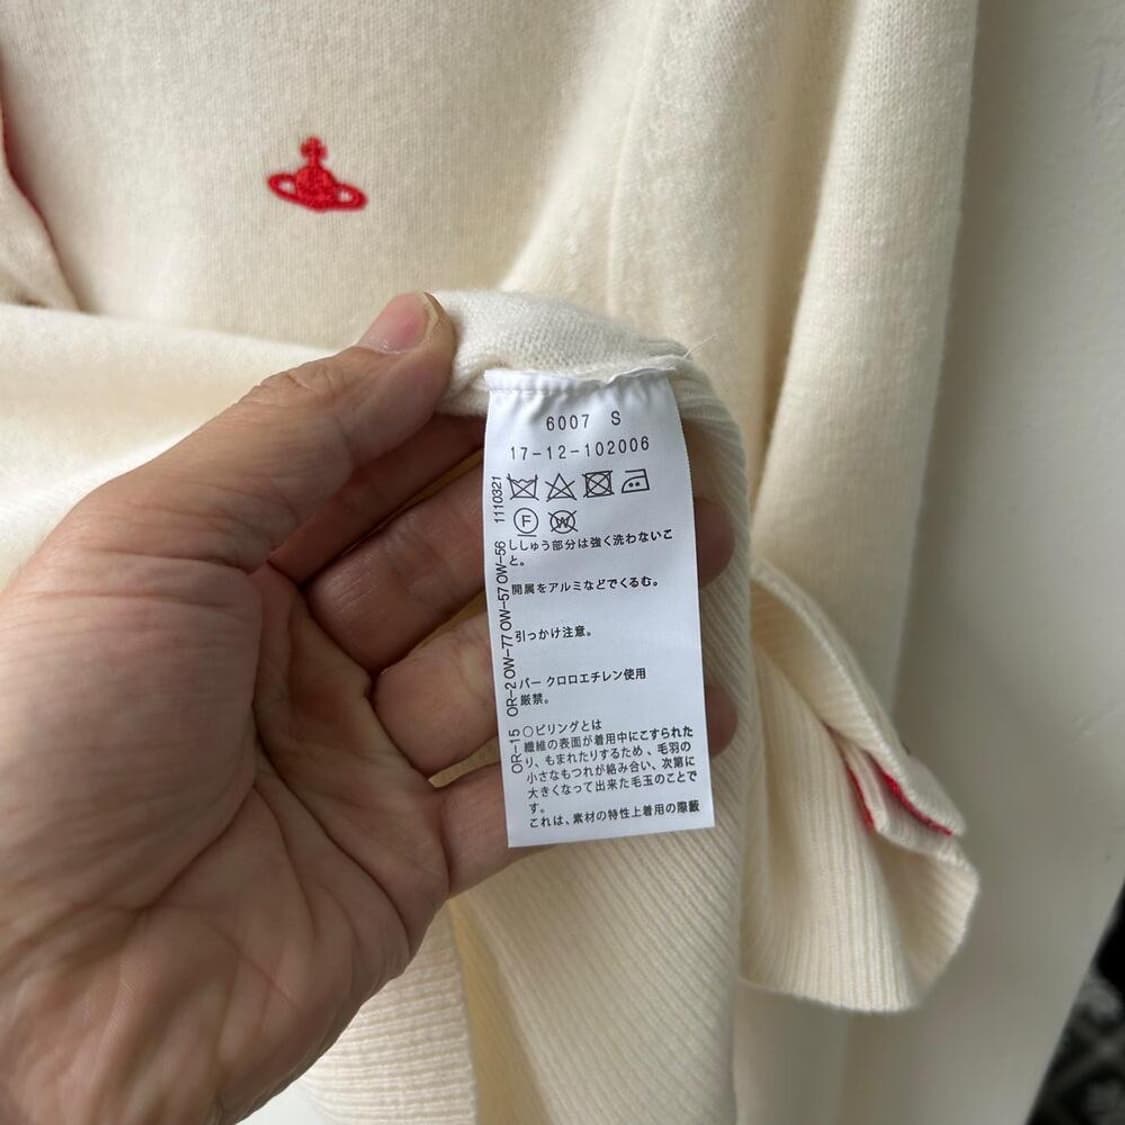 6007 S
17-12-102006
F
W
ししゅう部分は強く洗わないこ
と。
開属をアルミなどでくるむ。
引っかけ注意。
パー クロロエチレン使用
厳禁。
○ピリングとは
繊維の表面が着用中にこすられた
り、もまれたりするため、毛羽の
小さなもつれが絡み合い、次第に
大きくなって出来た毛玉のことで
す。
これは、素材の特性上着用の際
OR-15 OR-2 OW-77 OW-57 OW-56 1110321